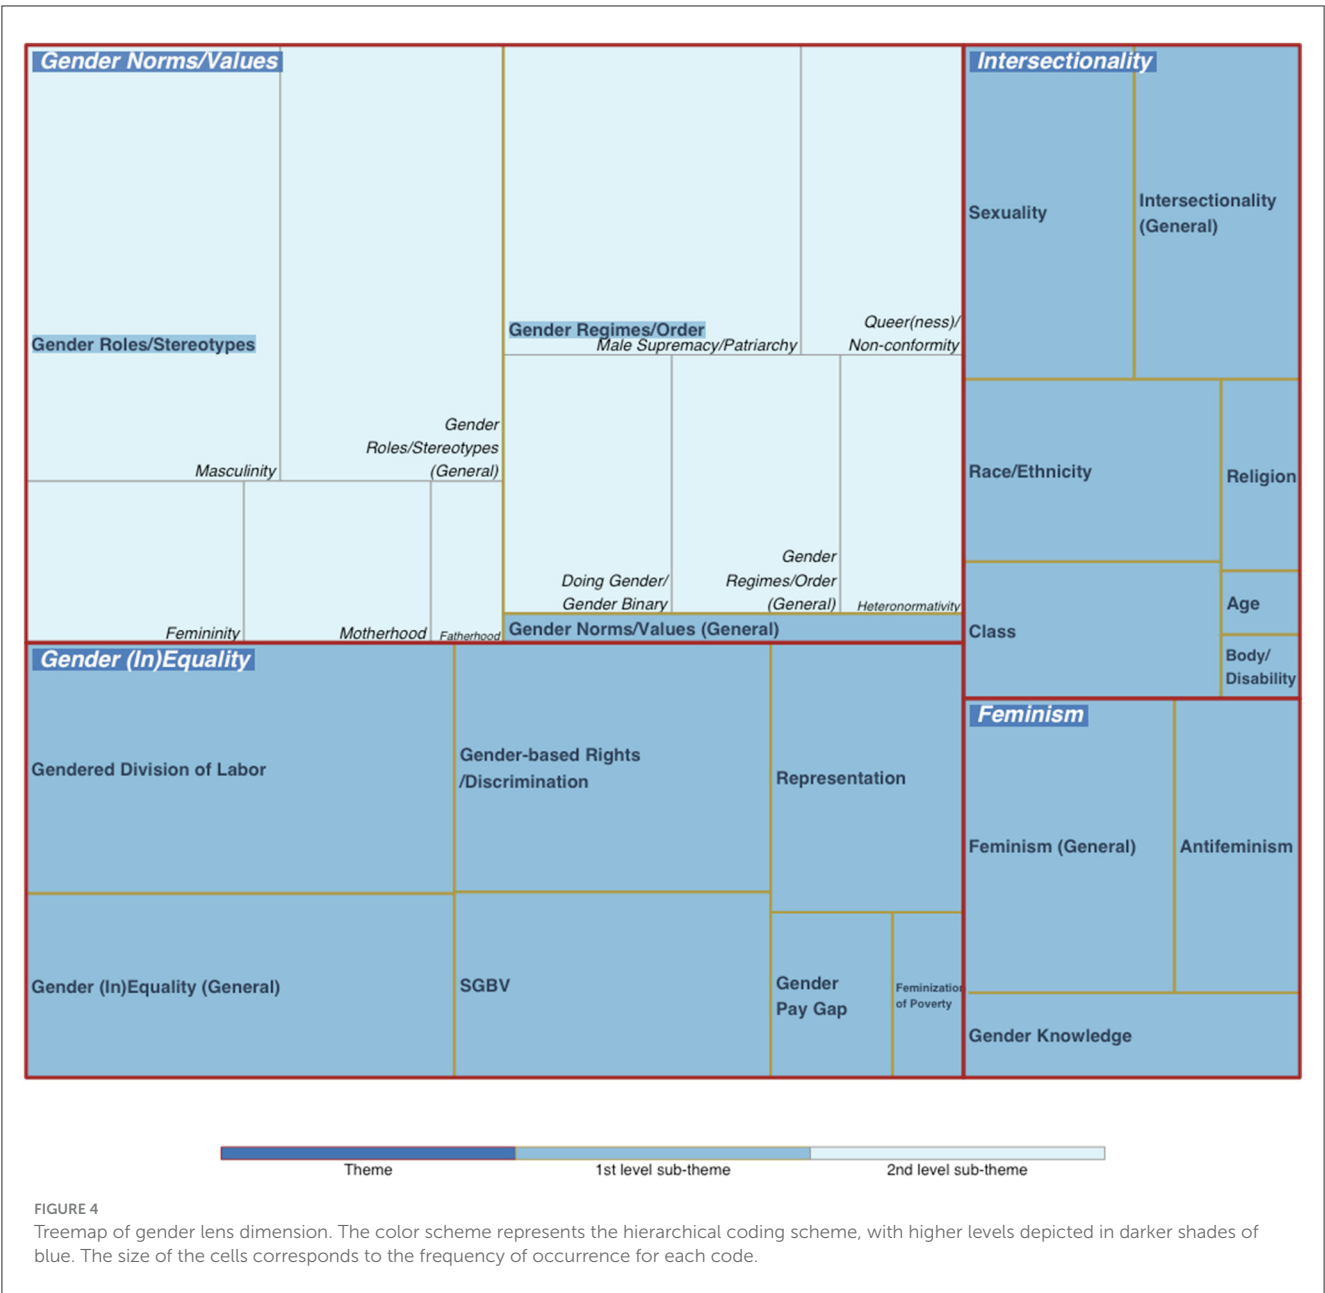 Gender Norms/Values
Gender Roles/Stereotypes
Masculinity
Gender
Roles/Stereotypes
(General)
Femininity
Motherhood
Fatherhood
Gender Regimes/Order
Male Supremacy/Patriarchy
Queer(ness)/
Non-conformity
Doing Gender/
Gender Binary
Gender
Regimes/Order
(General)
Heteronormativity
Gender Norms/Values (General)
Intersectionality
Sexuality
Intersectionality
(General)
Race/Ethnicity
Religion
Class
Age
Body/
Disability
Gender (In)Equality
Gendered Division of Labor
Gender-based Rights
/Discrimination
Representation
Gender (In)Equality (General)
SGBV
Gender
Pay Gap
Feminization
of Poverty
Feminism
Feminism (General)
Antifeminism
Gender Knowledge
Theme
1st level sub-theme
2nd level sub-theme
FIGURE 4
Treemap of gender lens dimension. The color scheme represents the hierarchical coding scheme, with higher levels depicted in darker shades of
blue. The size of the cells corresponds to the frequency of occurrence for each code.